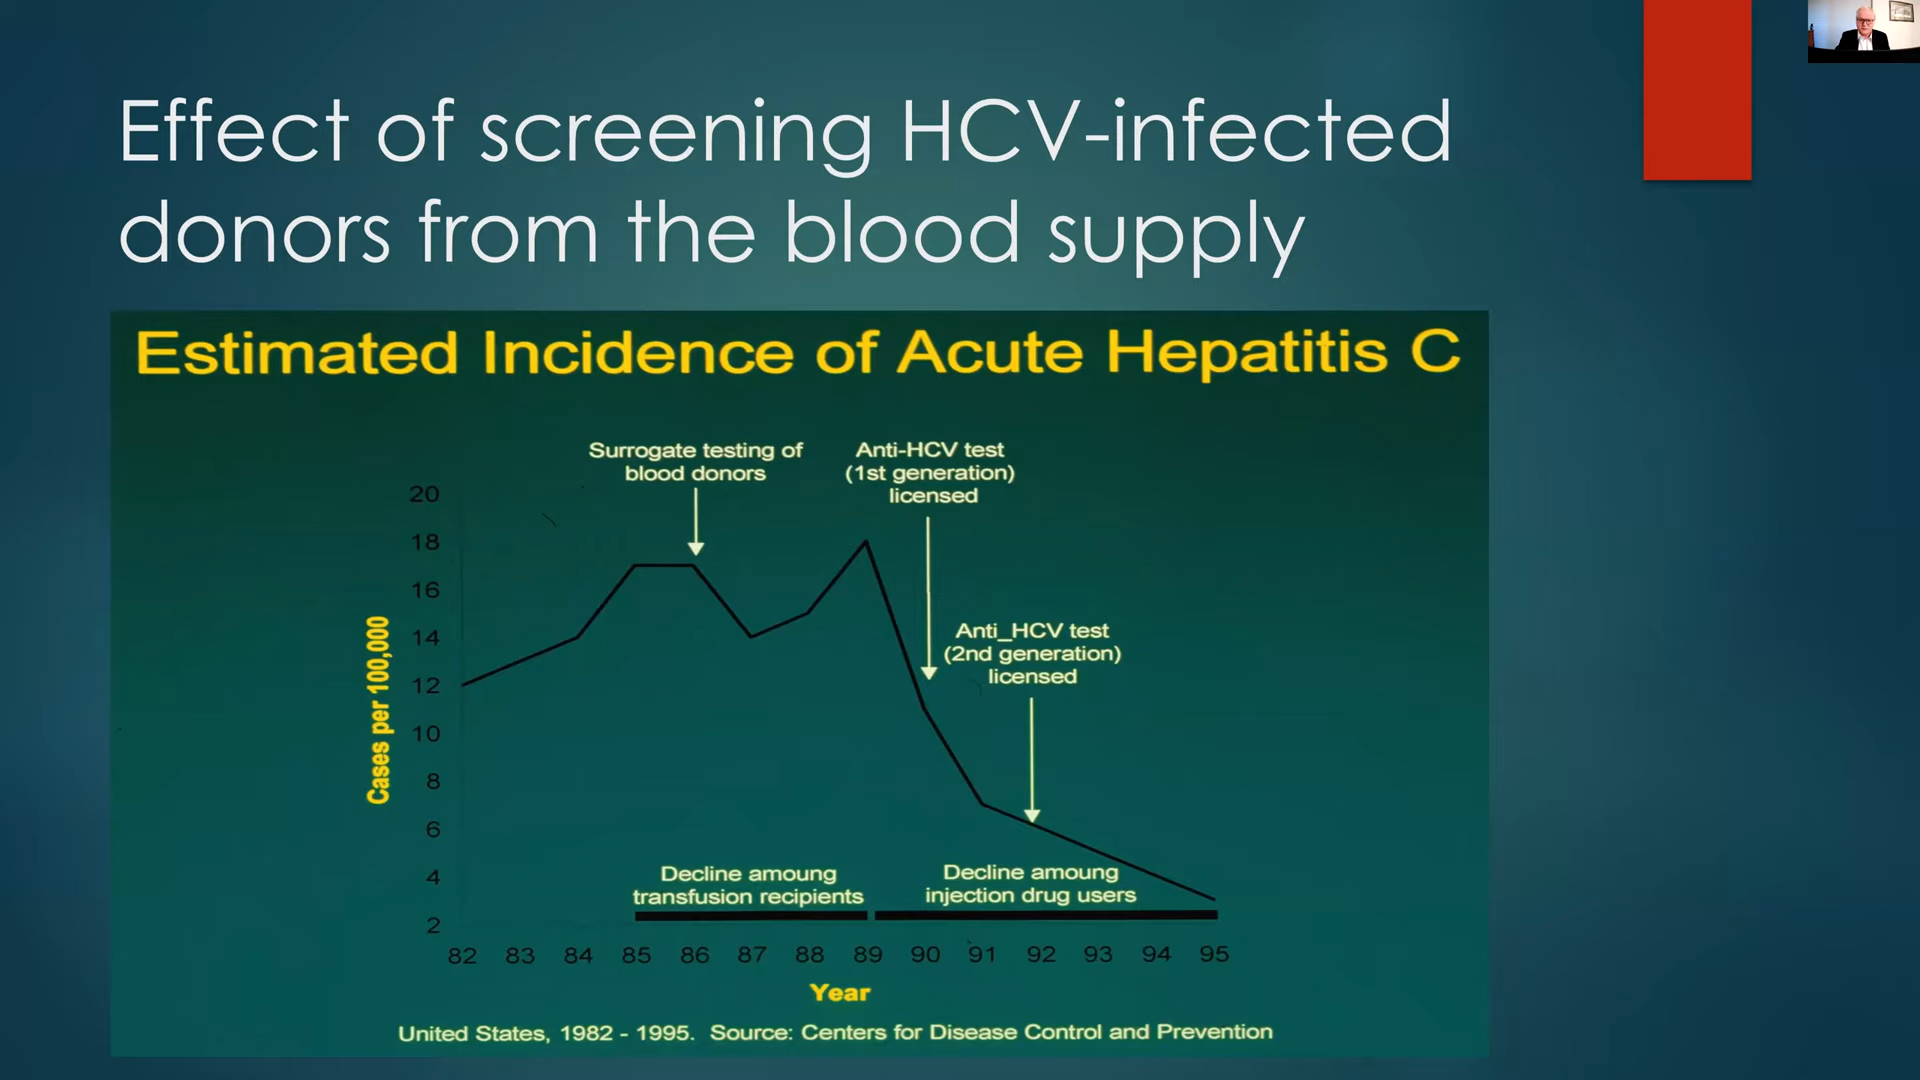 Effect of screening HCV-infected
donors from the blood supply
Estimated Incidence of Acute Hepatitis C
Surrogate testing of
blood donors
Anti-HCV test
(1st generation)
licensed
Anti_HCV test
(2nd generation)
licensed
Cases per 100,000
20
18
16
14
12
10
8
6
4
2
Decline amoung
transfusion recipients
Decline amoung
injection drug users
82 83 84 85 86 87 88 89 90 91 92 93 94 95
Year
United States, 1982 - 1995. Source: Centers for Disease Control and Prevention